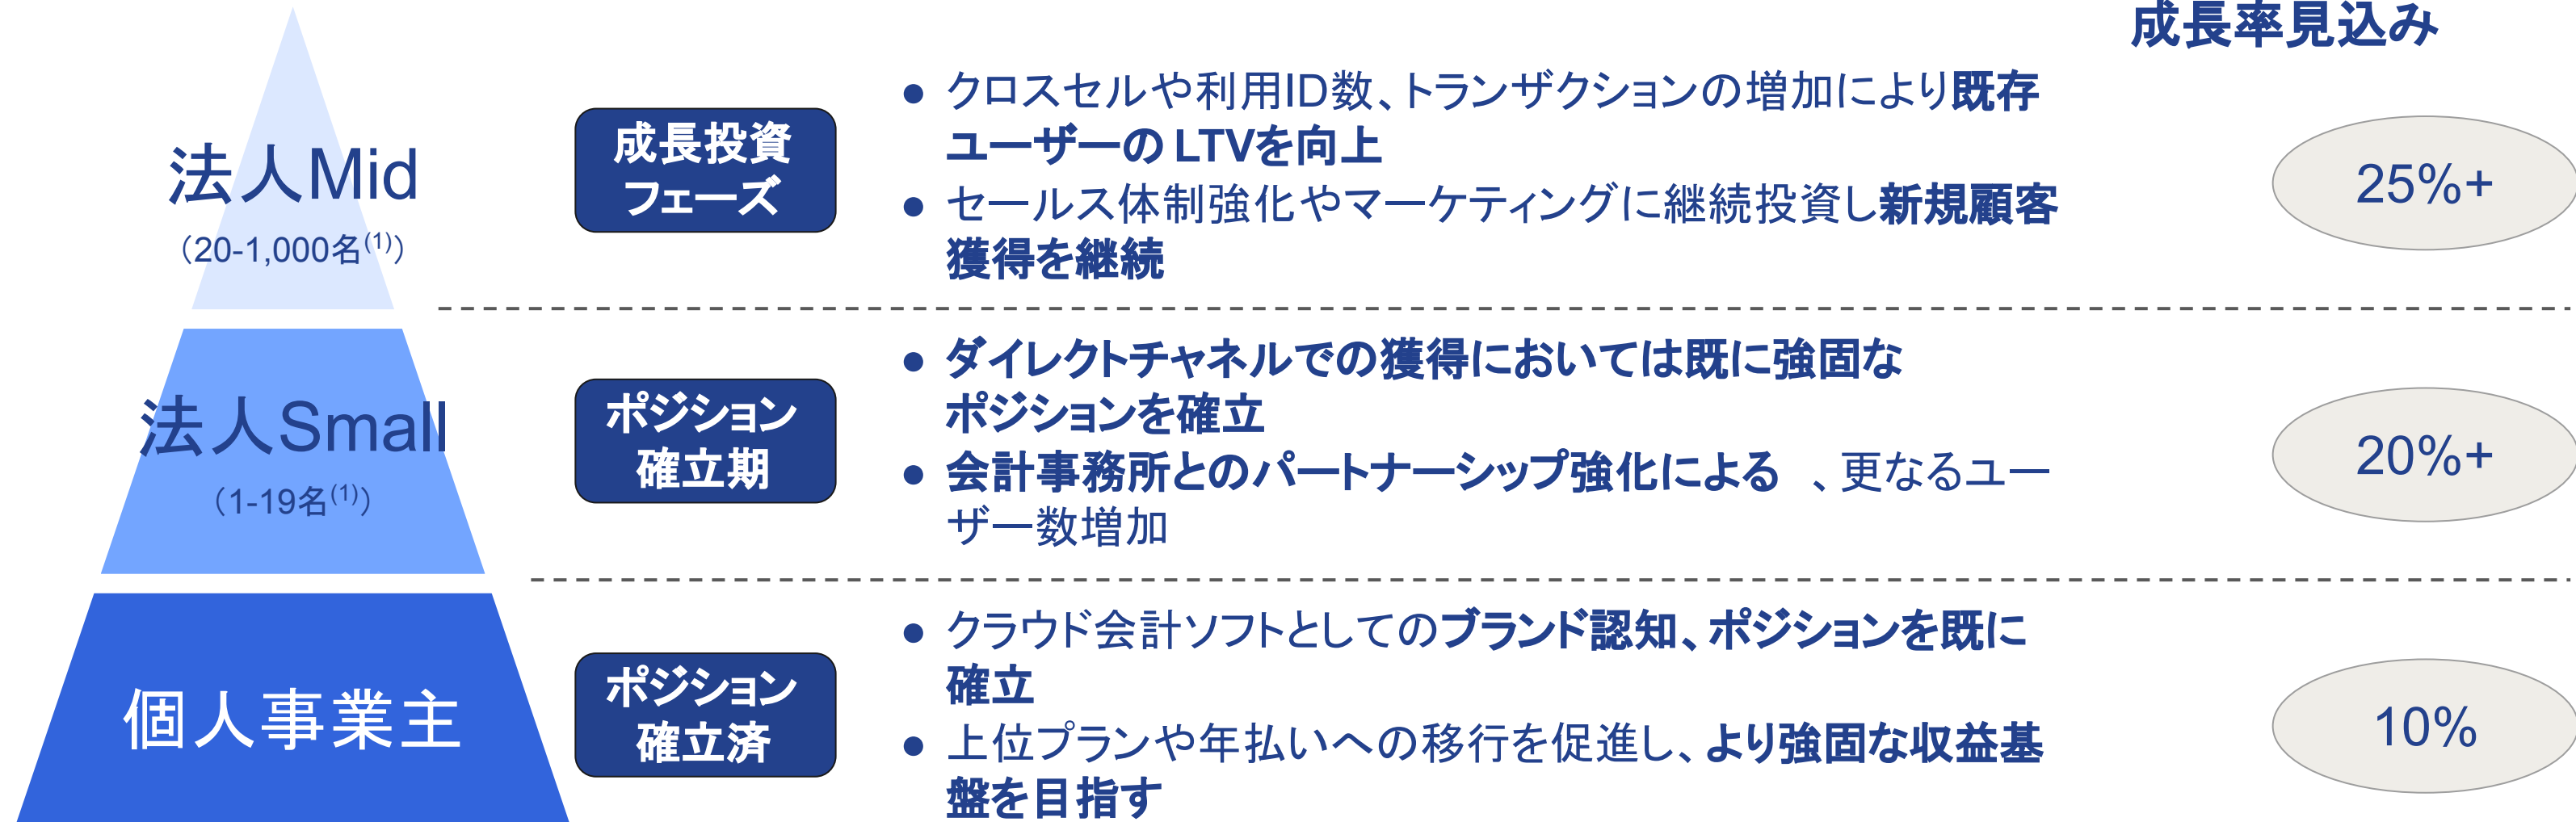 成長率見込み
法人Mid
（20-1,000名(1)）
成長投資
フェーズ
● クロスセルや利用ID数、トランザクションの増加により既存
ユーザーの LTVを向上
● セールス体制強化やマーケティングに継続投資し新規顧客
獲得を継続
25%+
法人Small
（1-19名(1)）
ポジション
確立期
● ダイレクトチャネルでの獲得においては既に強固な
ポジションを確立
● 会計事務所とのパートナーシップ強化による 、更なるユー
ザー数増加
20%+
個人事業主
ポジション
確立済
● クラウド会計ソフトとしてのブランド認知、ポジションを既に
確立
● 上位プランや年払いへの移行を促進し、より強固な収益基
盤を目指す
10%